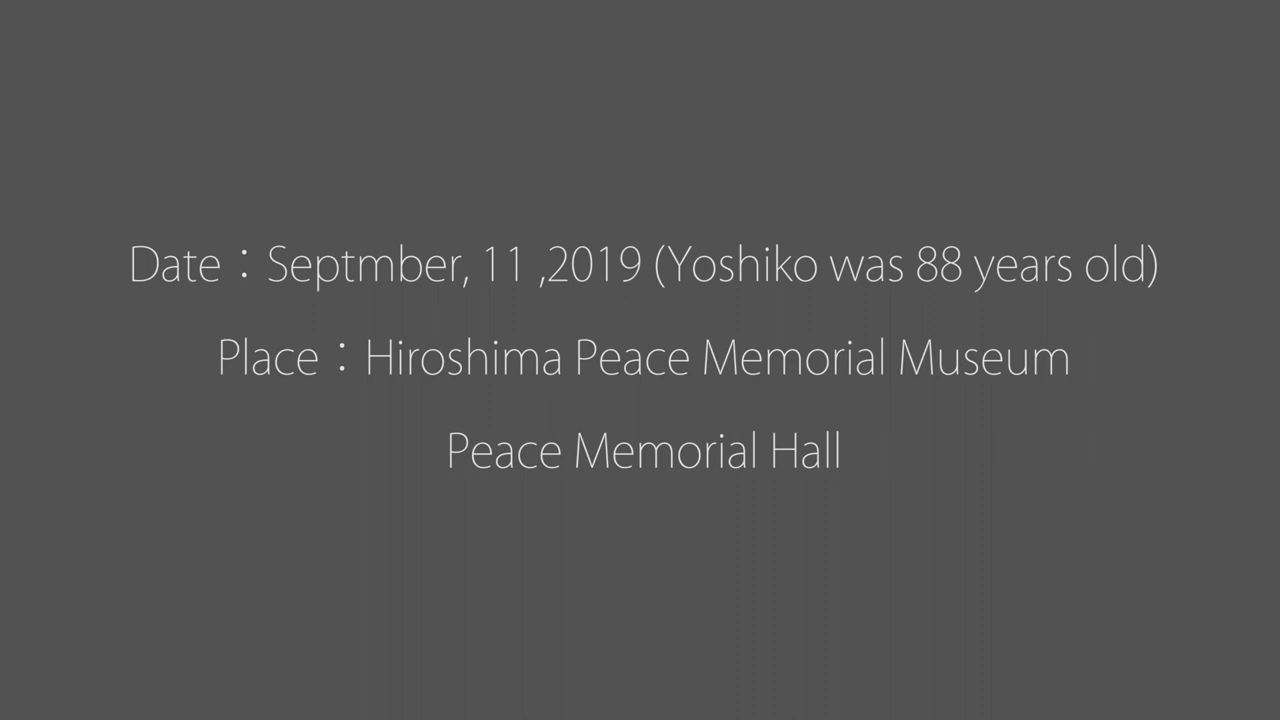 Date：Septmber, 11 ,2019 (Yoshiko was 88 years old)
Place：Hiroshima Peace Memorial Museum
Peace Memorial Hall